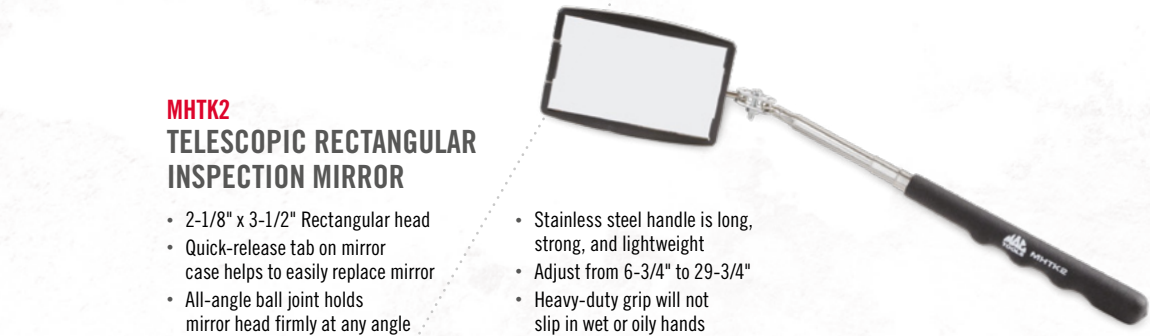 MHTK2
TELESCOPIC RECTANGULAR
INSPECTION MIRROR
• 2-1/8" x 3-1/2" Rectangular head
• Quick-release tab on mirror
case helps to easily replace mirror
• All-angle ball joint holds
mirror head firmly at any angle
• Stainless steel handle is long,
strong, and lightweight
• Adjust from 6-3/4" to 29-3/4"
• Heavy-duty grip will not
slip in wet or oily hands
MAC
TOOLS
MHTK2